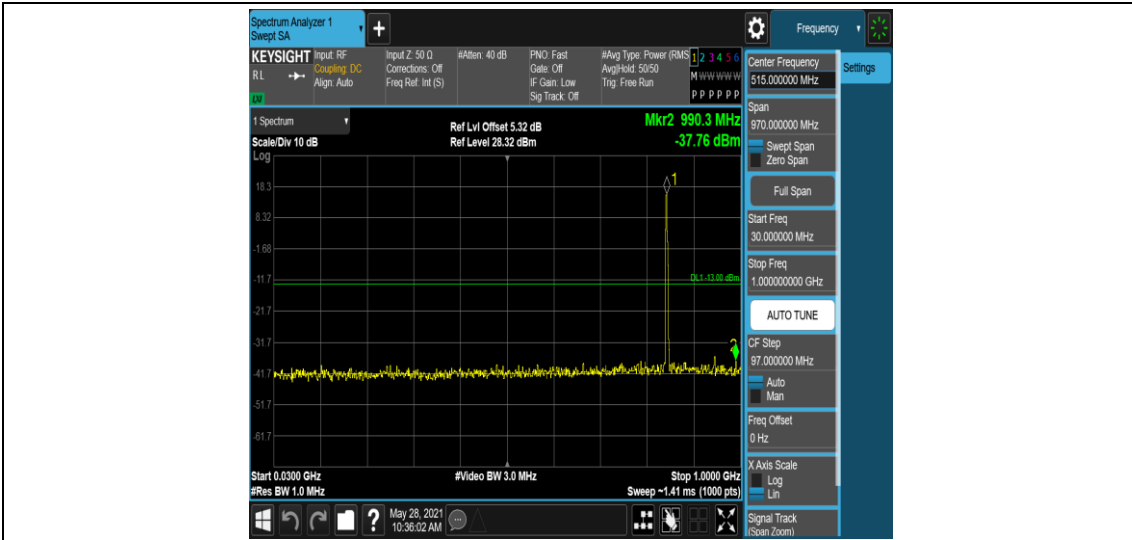 Spectrum Analyzer 1
Swept SA
Frequency
KEYSIGHT
RL
LXI
Input: RF
Coupling: DC
Align: Auto
Input Z: 50 Ω
Corrections: Off
Freq Ref: Int (S)
#Atten: 40 dB
PNO: Fast
Gate: Off
IF Gain: Low
Sig Track: Off
#Avg Type: Power (RMS
Avg|Hold: 50/50
Trig: Free Run
1 2 3 4 5 6
M W W W W W
P P P P P P
1 Spectrum
Scale/Div 10 dB
Log
Ref Lvl Offset 5.32 dB
Ref Level 28.32 dBm
Mkr2 990.3 MHz
-37.76 dBm
1
18.3
8.32
-1.68
-11.7
DL1 -13.00 dBm
-21.7
-31.7
2
-41.7
-51.7
-61.7
Start 0.0300 GHz
#Res BW 1.0 MHz
#Video BW 3.0 MHz
Stop 1.0000 GHz
Sweep ~1.41 ms (1000 pts)
May 28, 2021
10:36:02 AM
Center Frequency
515.000000 MHz
Settings
Span
970.000000 MHz
Swept Span
Zero Span
Full Span
Start Freq
30.000000 MHz
Stop Freq
1.000000000 GHz
AUTO TUNE
CF Step
97.000000 MHz
Auto
Man
Freq Offset
0 Hz
X Axis Scale
Log
Lin
Signal Track
(Span Zoom)